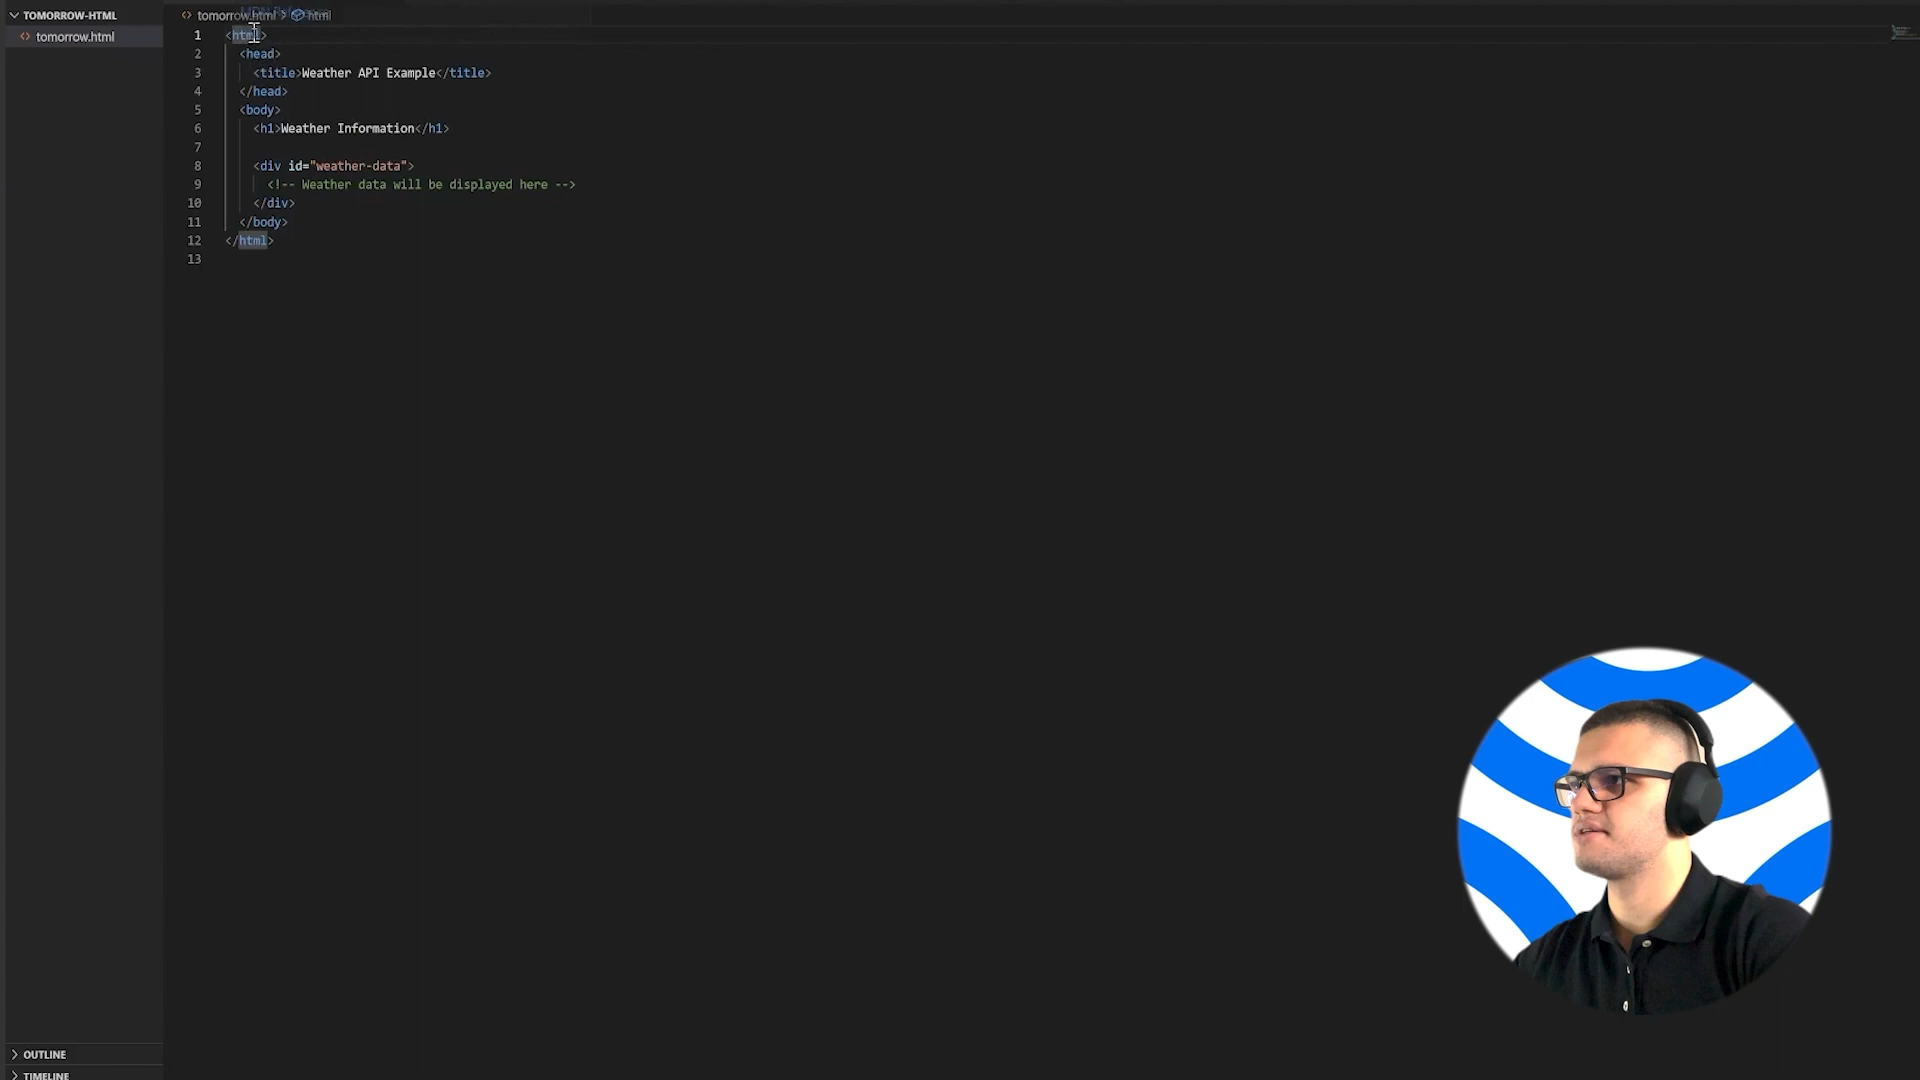 TOMORROW-HTML
tomorrow.html
tomorrow.html > html
1 <html>
2 <head>
3 <title>Weather API Example</title>
4 </head>
5 <body>
6 <h1>Weather Information</h1>
7
8 <div id="weather-data">
9 <!-- Weather data will be displayed here -->
10 </div>
11 </body>
12 </html>
13
OUTLINE
TIMELINE